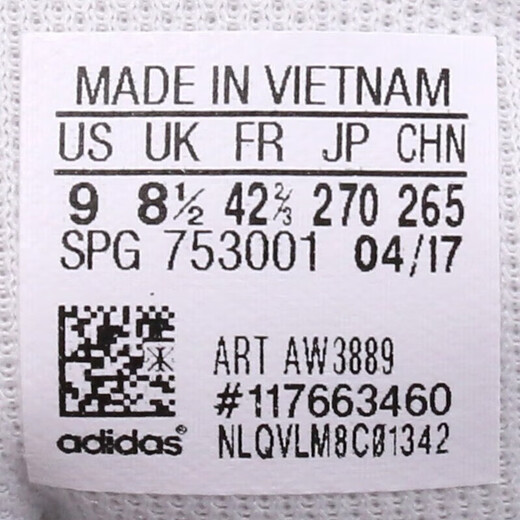 MADE IN VIETNAM
US UK FR JP CHN
9 8½ 42⅔ 270 265
SPG 753001 04/17
ART AW3889
#117663460
adidas® NLQVLM8C01342